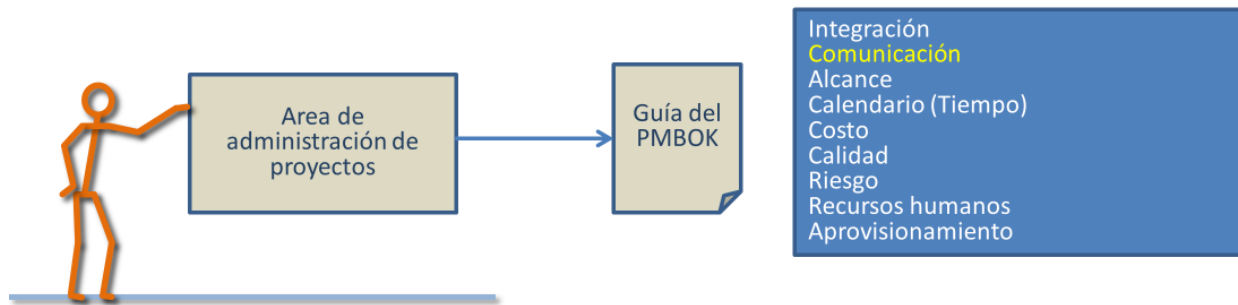 Area de
administración de
proyectos
Guía del
PMBOK
Integración
Comunicación
Alcance
Calendario (Tiempo)
Costo
Calidad
Riesgo
Recursos humanos
Aprovisionamiento